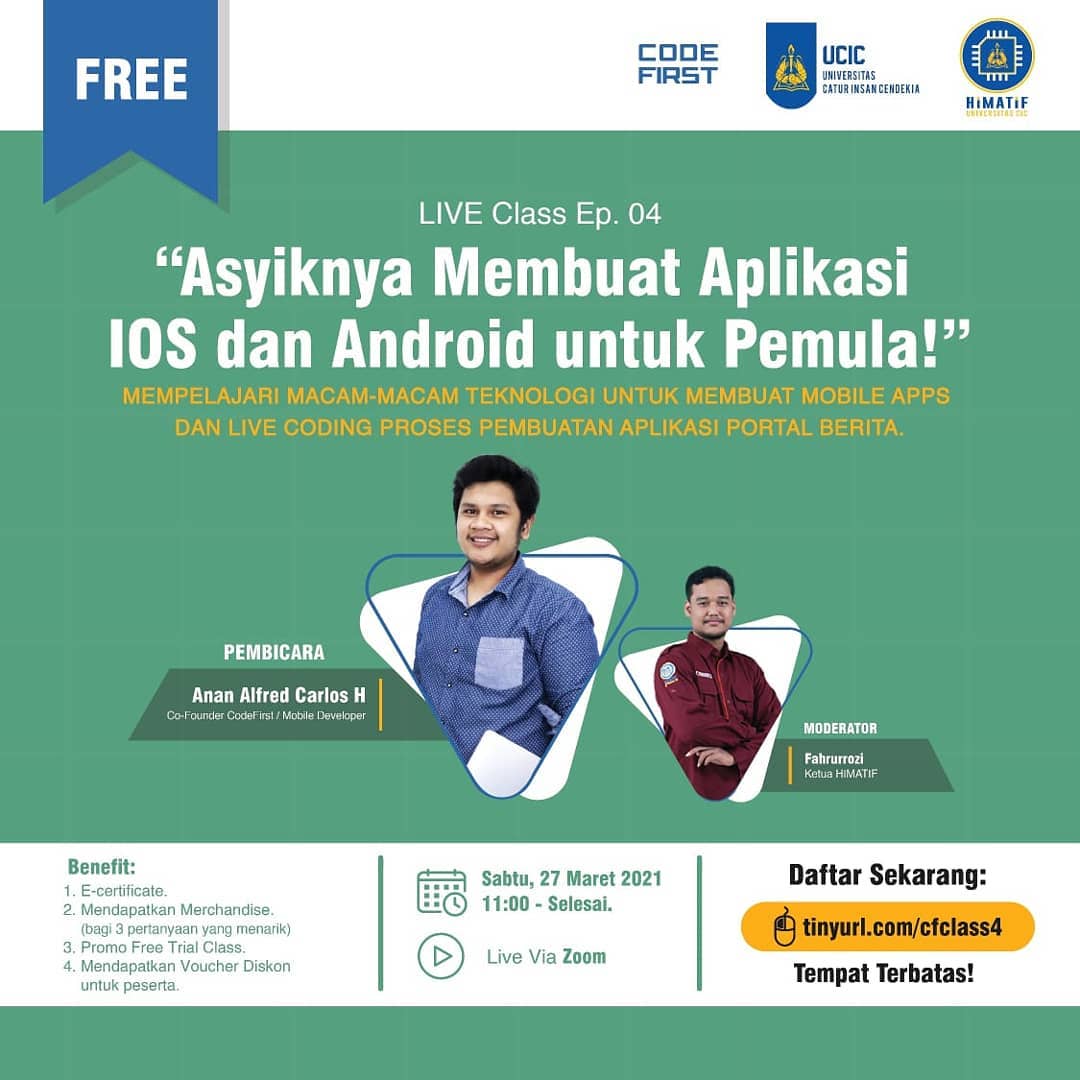 FREE
CODE
FIRST
UCIC
UNIVERSITAS
CATUR INSAN CENDEKIA
HIMATIF
UNIVERSITAS CIC
LIVE Class Ep. 04
“Asyiknya Membuat Aplikasi
IOS dan Android untuk Pemula!”
MEMPELAJARI MACAM-MACAM TEKNOLOGI UNTUK MEMBUAT MOBILE APPS
DAN LIVE CODING PROSES PEMBUATAN APLIKASI PORTAL BERITA.
PEMBICARA
Anan Alfred Carlos H
Co-Founder CodeFirst / Mobile Developer
MODERATOR
Fahrurrozi
Ketua HIMATIF
Benefit:
1. E-certificate.
2. Mendapatkan Merchandise.
(bagi 3 pertanyaan yang menarik)
3. Promo Free Trial Class.
4. Mendapatkan Voucher Diskon
untuk peserta.
Sabtu, 27 Maret 2021
11:00 - Selesai.
Live Via Zoom
Daftar Sekarang:
tinyurl.com/cfclass4
Tempat Terbatas!